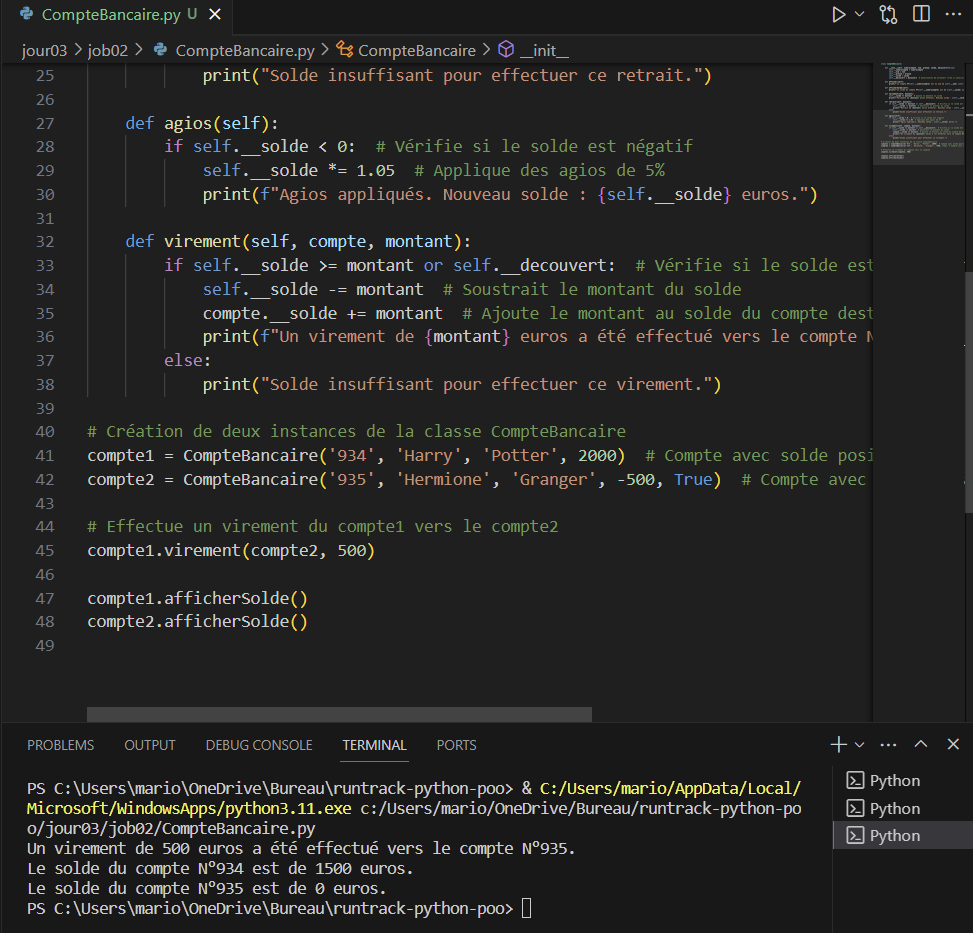 CompteBancaire.py U
jour03 > job02 > CompteBancaire.py > CompteBancaire > __init__
25 print("Solde insuffisant pour effectuer ce retrait.")
26
27 def agios(self):
28 if self.__solde < 0:  # Vérifie si le solde est négatif
29 self.__solde *= 1.05  # Applique des agios de 5%
30 print(f"Agios appliqués. Nouveau solde : {self.__solde} euros.")
31
32 def virement(self, compte, montant):
33 if self.__solde >= montant or self.__decouvert:  # Vérifie si le solde est
34 self.__solde -= montant  # Soustrait le montant du solde
35 compte.__solde += montant  # Ajoute le montant au solde du compte dest
36 print(f"Un virement de {montant} euros a été effectué vers le compte N
37 else:
38 print("Solde insuffisant pour effectuer ce virement.")
39
40 # Création de deux instances de la classe CompteBancaire
41 compte1 = CompteBancaire('934', 'Harry', 'Potter', 2000)  # Compte avec solde posi
42 compte2 = CompteBancaire('935', 'Hermione', 'Granger', -500, True)  # Compte avec
43
44 # Effectue un virement du compte1 vers le compte2
45 compte1.virement(compte2, 500)
46
47 compte1.afficherSolde()
48 compte2.afficherSolde()
49
PROBLEMS OUTPUT DEBUG CONSOLE TERMINAL PORTS
PS C:\Users\mario\OneDrive\Bureau\runtrack-python-poo> & C:/Users/mario/AppData/Local/
Microsoft/WindowsApps/python3.11.exe c:/Users/mario/OneDrive/Bureau/runtrack-python-po
o/jour03/job02/CompteBancaire.py
Un virement de 500 euros a été effectué vers le compte N°935.
Le solde du compte N°934 est de 1500 euros.
Le solde du compte N°935 est de 0 euros.
PS C:\Users\mario\OneDrive\Bureau\runtrack-python-poo>
Python
Python
Python